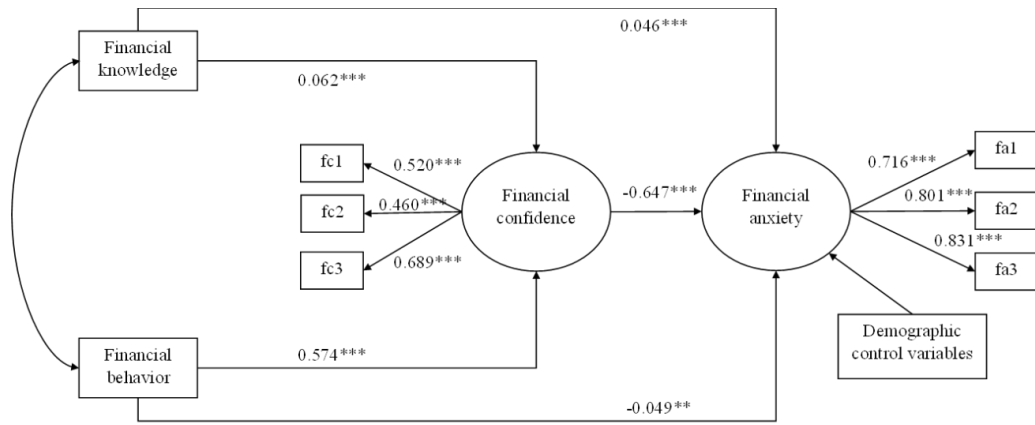 0.046***
Financial
knowledge
0.062***
fc1
0.520***
fc2
0.460***
fc3
0.689***
Financial
confidence
-0.647***
Financial
anxiety
0.716***
fa1
0.801***
fa2
0.831***
fa3
Demographic
control variables
Financial
behavior
0.574***
-0.049**